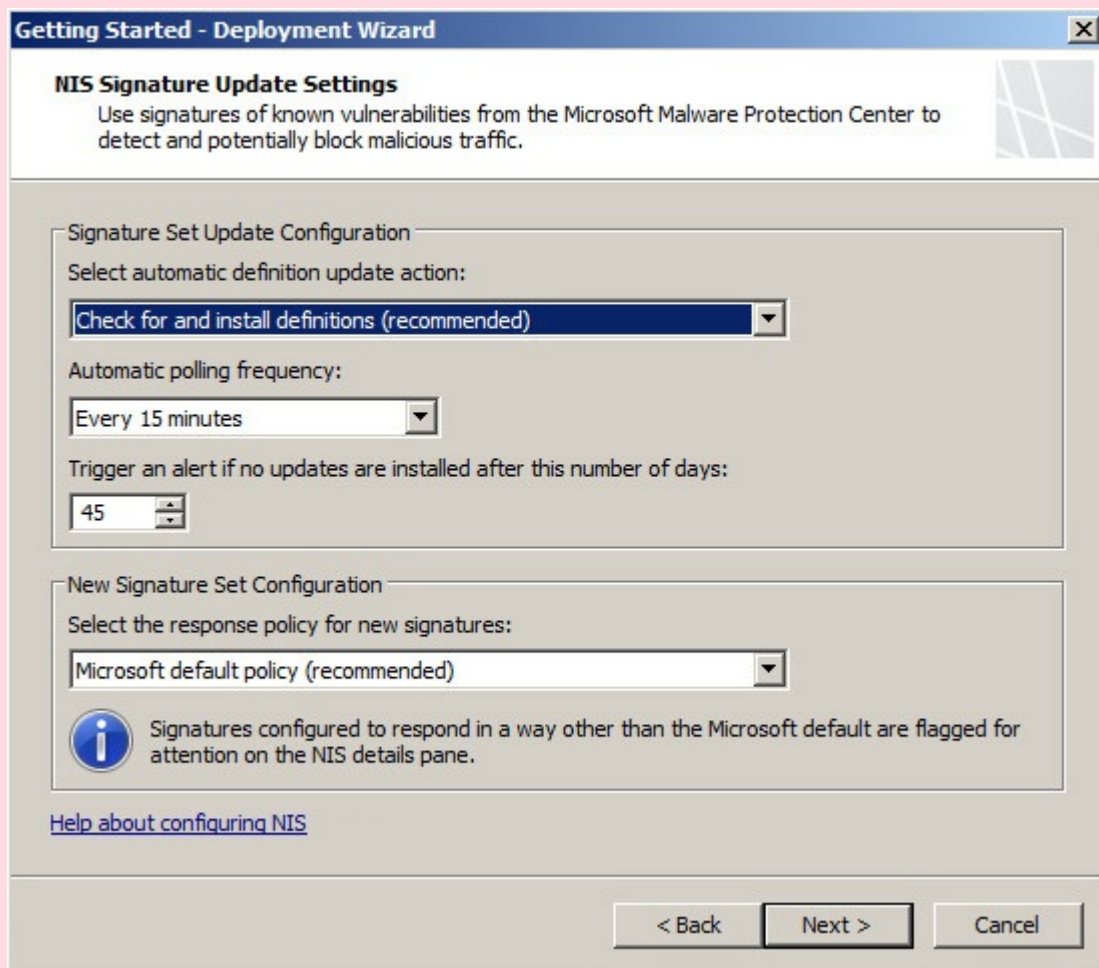 Getting Started - Deployment Wizard
NIS Signature Update Settings
Use signatures of known vulnerabilities from the Microsoft Malware Protection Center to
detect and potentially block malicious traffic.
Signature Set Update Configuration
Select automatic definition update action:
Check for and install definitions (recommended)
Automatic polling frequency:
Every 15 minutes
Trigger an alert if no updates are installed after this number of days:
45
New Signature Set Configuration
Select the response policy for new signatures:
Microsoft default policy (recommended)
Signatures configured to respond in a way other than the Microsoft default are flagged for
attention on the NIS details pane.
Help about configuring NIS
< Back Next > Cancel